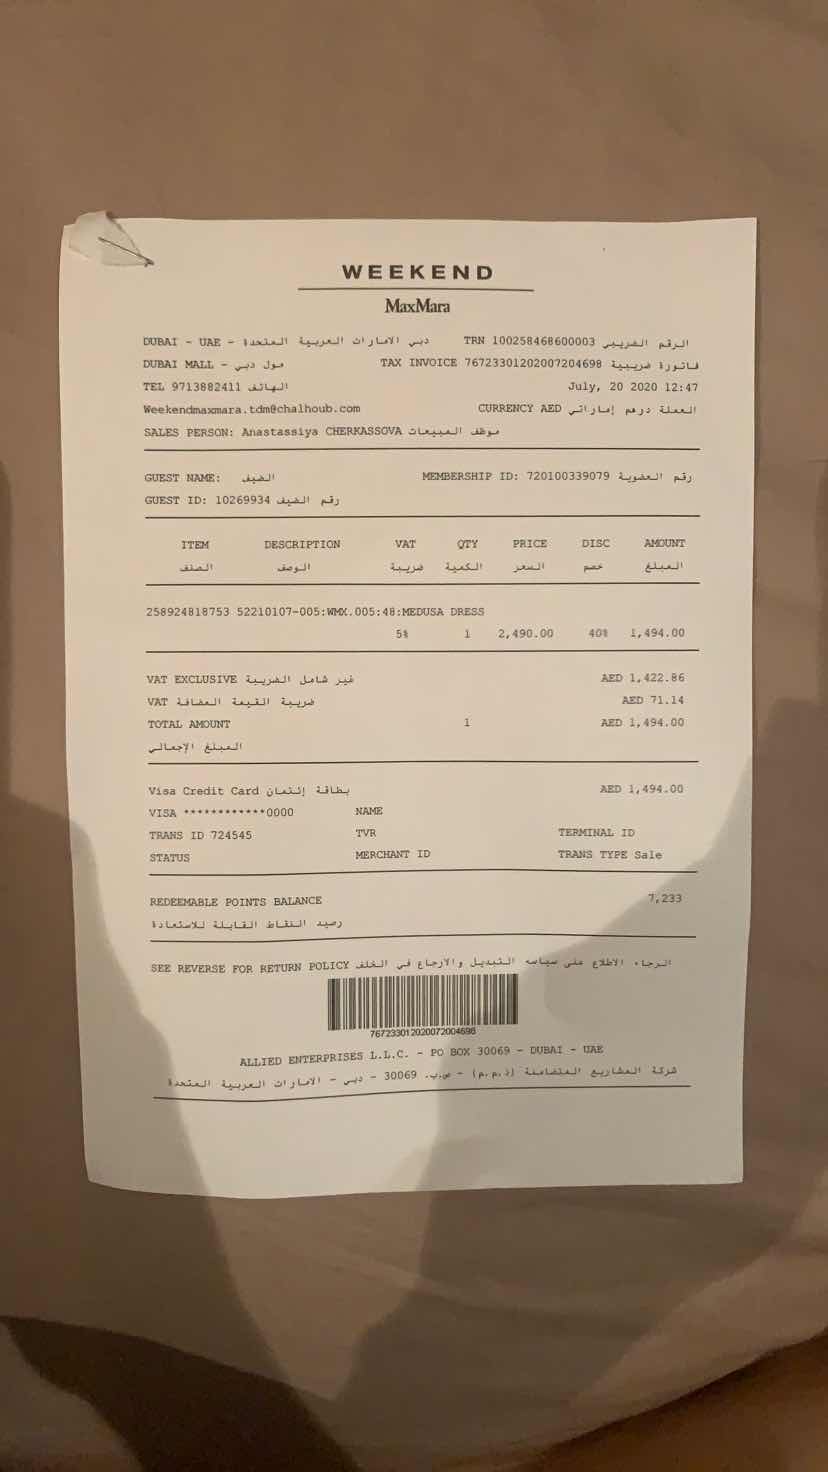 WEEKEND
MaxMara
DUBAI - UAE - دبي الامارات العربية المتحدة TRN 100258468600003 الرقم الضريبي
DUBAI MALL - مول دبي TAX INVOICE 76723301202007204698 فاتورة ضريبية
TEL 9713882411 الهاتف July, 20 2020 12:47
Weekendmaxmara.tdm@chalhoub.com CURRENCY AED العملة درهم إماراتي
SALES PERSON: Anastassiya CHERKASSOVA موظف المبيعات
GUEST NAME: الضيف MEMBERSHIP ID: 720100339079 رقم العضوية
GUEST ID: 10269934 رقم الضيف
ITEM DESCRIPTION VAT QTY PRICE DISC AMOUNT
الصنف الوصف ضريبة الكمية السعر خصم المبلغ
258924818753 52210107-005:WMX.005:48:MEDUSA DRESS
5% 1 2,490.00 40% 1,494.00
VAT EXCLUSIVE غير شامل الضريبة AED 1,422.86
VAT ضريبة القيمة المضافة AED 71.14
TOTAL AMOUNT 1 AED 1,494.00
المبلغ الإجمالي
Visa Credit Card بطاقة إئتمان AED 1,494.00
VISA ************0000 NAME
TRANS ID 724545 TVR TERMINAL ID
STATUS MERCHANT ID TRANS TYPE Sale
REDEEMABLE POINTS BALANCE 7,233
رصيد النقاط القابلة للاستعادة
SEE REVERSE FOR RETURN POLICY الرجاء الاطلاع على سياسه التبديل والارجاع في الخلف
76723301202007204698
ALLIED ENTERPRISES L.L.C. - PO BOX 30069 - DUBAI - UAE
شركة المشاريع المتضامنة (ذ.م.م) - ص.ب. 30069 - دبي - الامارات العربية المتحدة